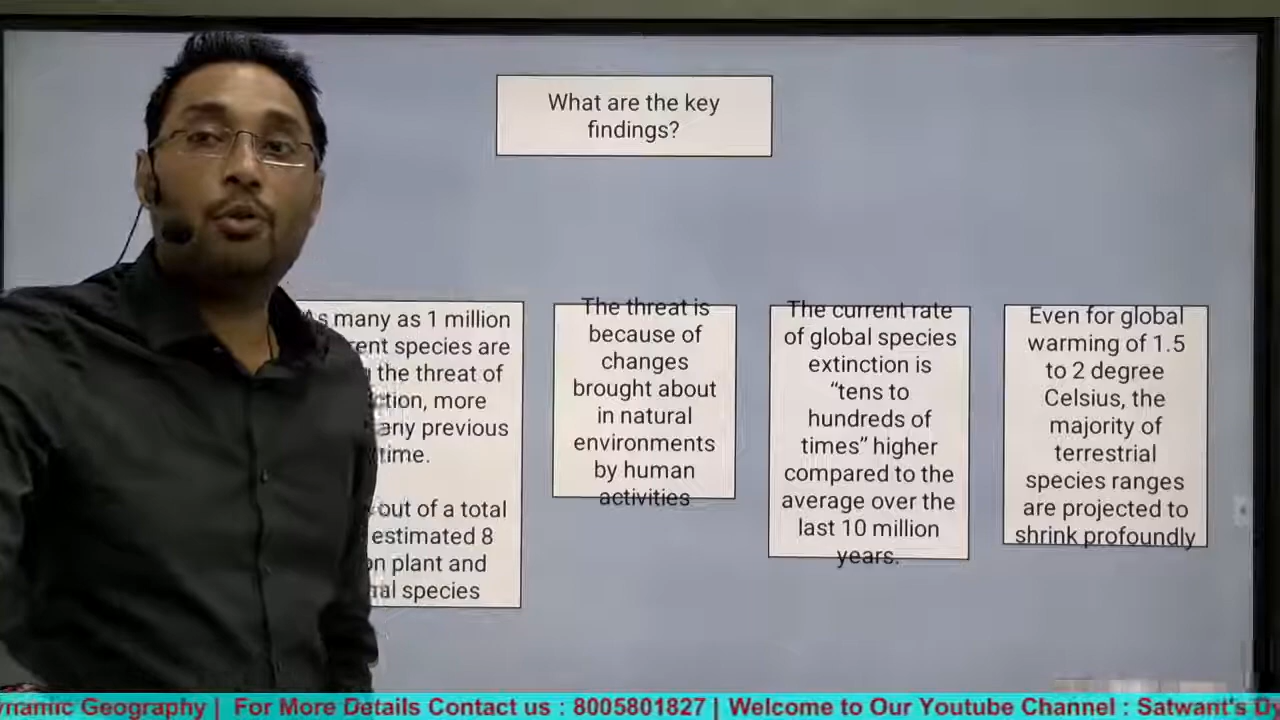 What are the key
findings?
As many as 1 million
species are
the threat of
more
any previous
time.
out of a total
estimated 8
plant and
species
The threat is
because of
changes
brought about
in natural
environments
by human
activities
The current rate
of global species
extinction is
“tens to
hundreds of
times” higher
compared to the
average over the
last 10 million
years.
Even for global
warming of 1.5
to 2 degree
Celsius, the
majority of
terrestrial
species ranges
are projected to
shrink profoundly
Geography | For More Details Contact us : 8005801827 | Welcome to Our Youtube Channel : Satwant's